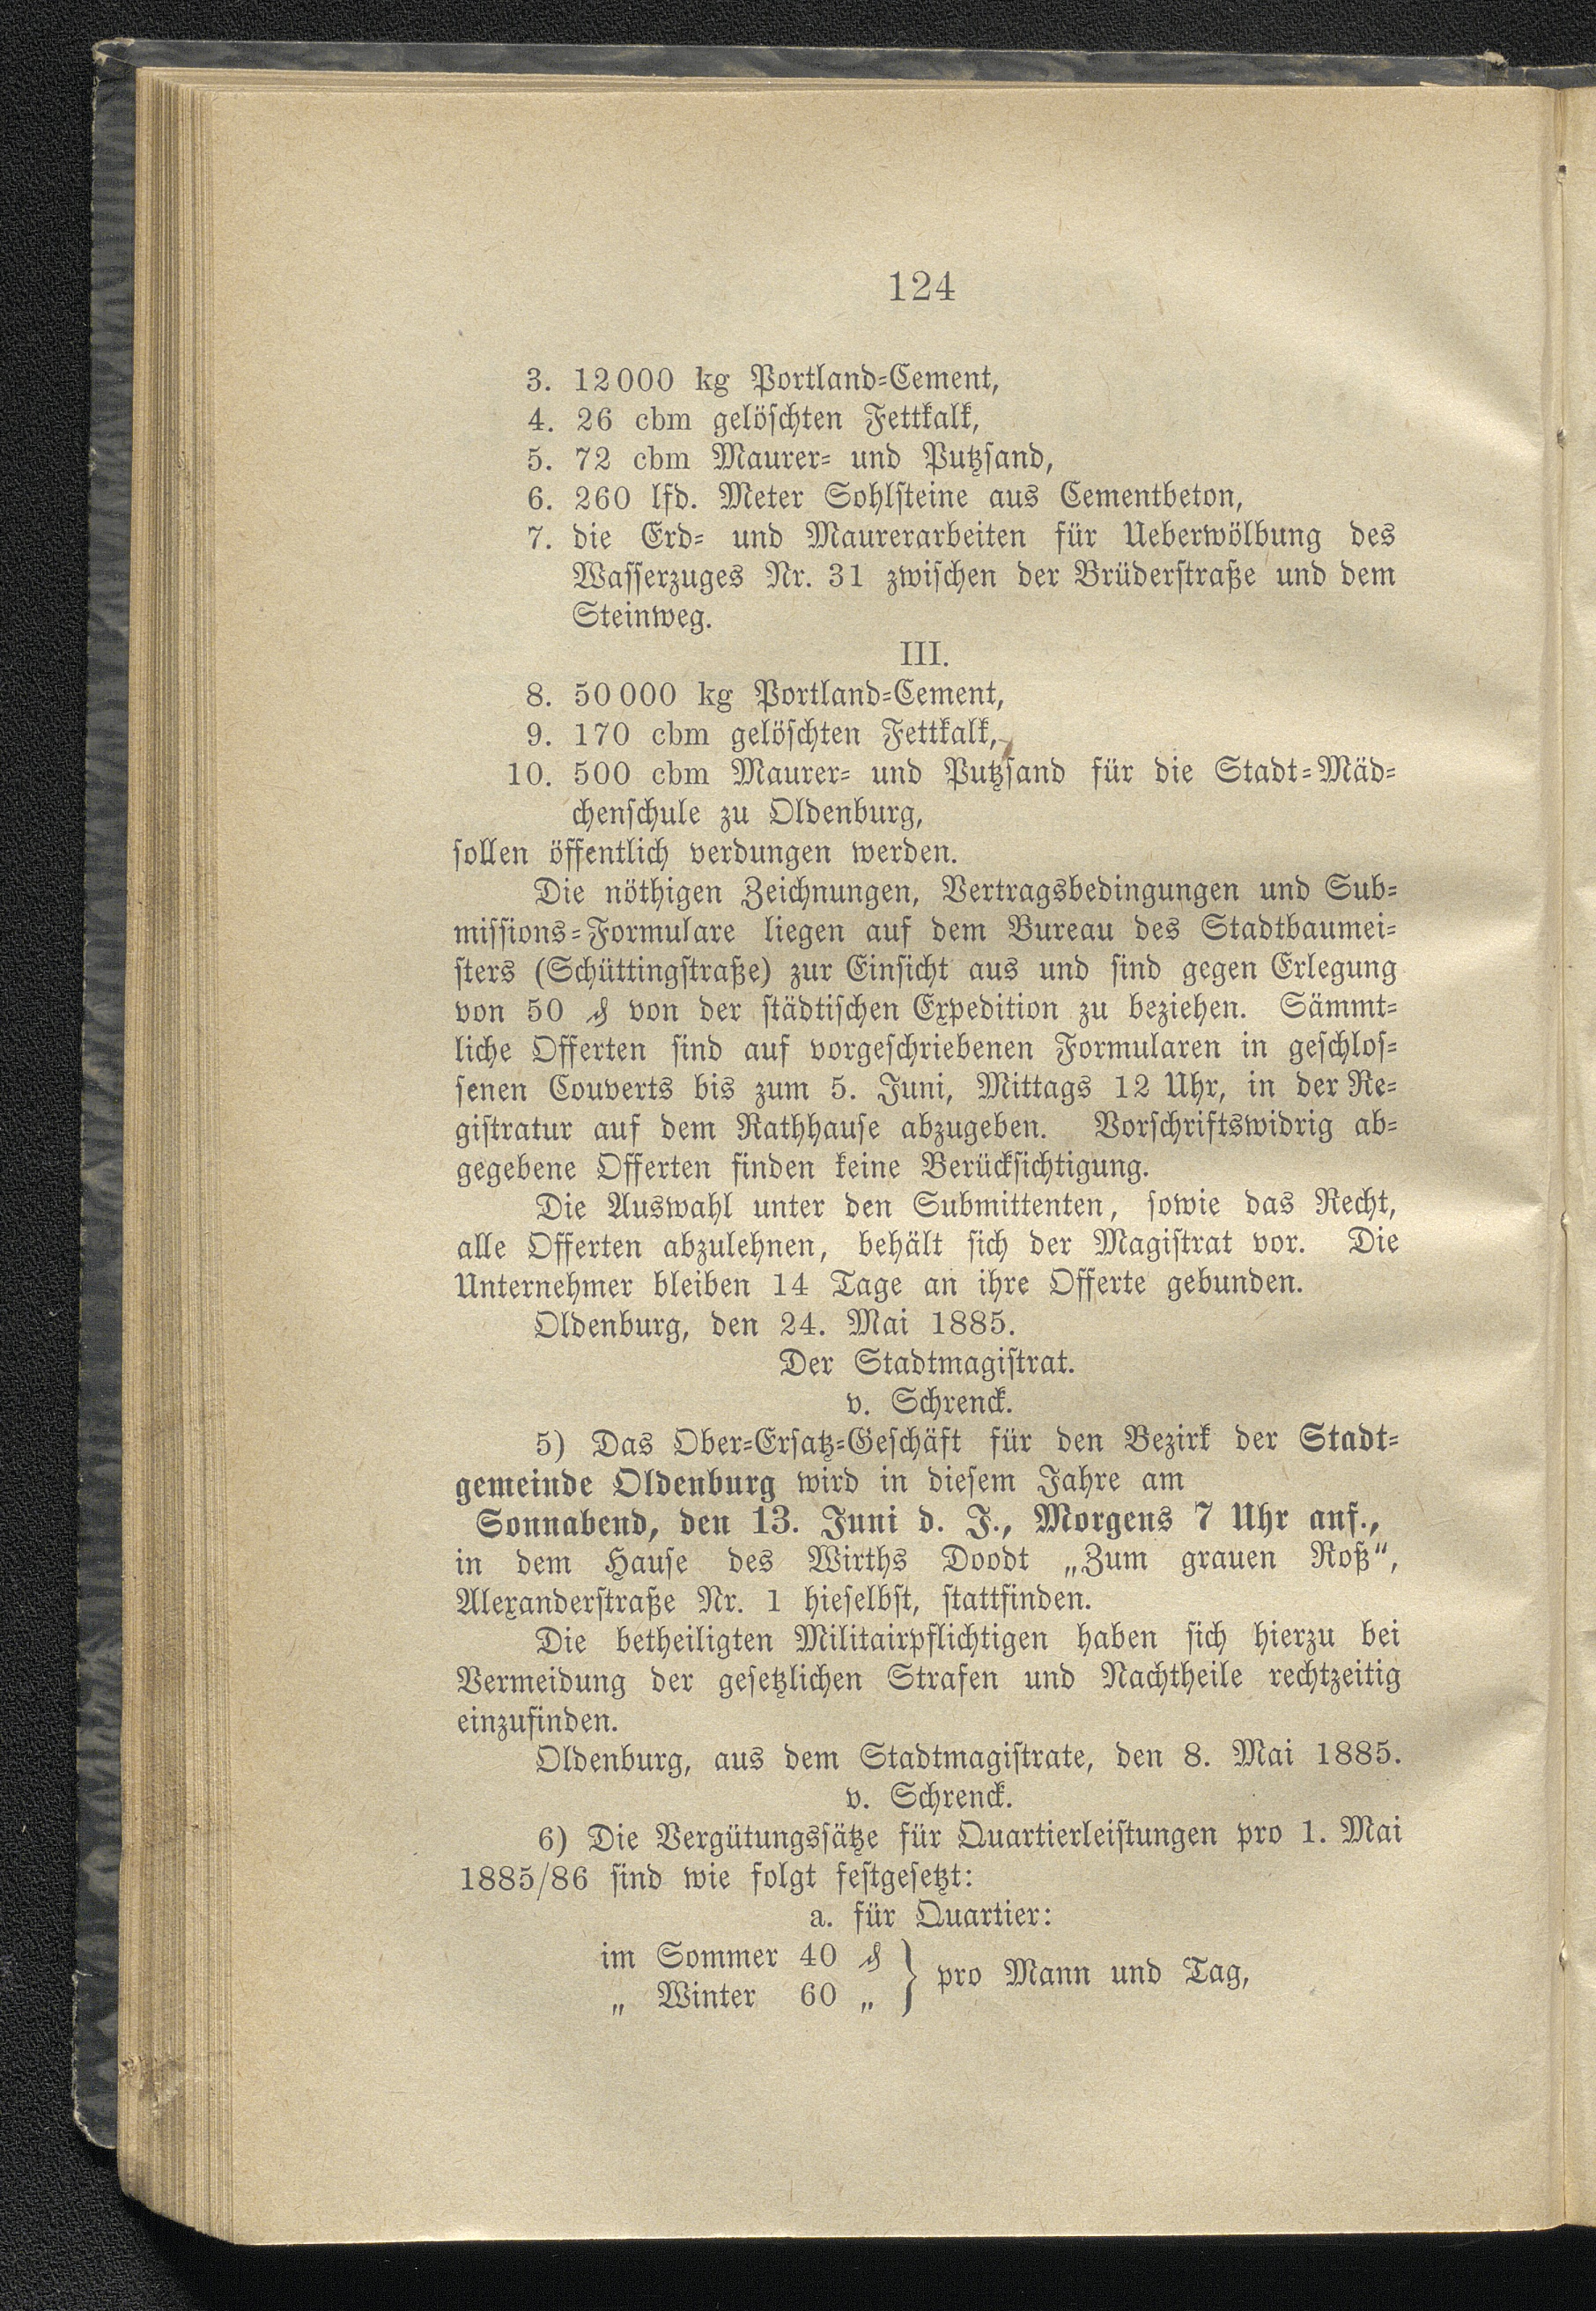 124
3. 12000 kg Portland-Cement,
4. 26 cbm gelöschten Fettkalk,
5. 72 cbm Maurer- und Putzsand,
6. 260 lfd. Meter Sohlsteine aus Cementbeton,
7. die Erd- und Maurerarbeiten für Ueberwölbung des
Wasserzuges Nr. 31 zwischen der Brüderstraße und dem
Steinweg.
III.
8. 50000 kg Portland-Cement,
9. 170 cbm gelöschten Fettkalk,
10. 500 cbm Maurer- und Putzsand für die Stadt-Mäd-
chenschule zu Oldenburg,
sollen öffentlich verdungen werden.
Die nöthigen Zeichnungen, Vertragsbedingungen und Sub-
missions-Formulare liegen auf dem Bureau des Stadtbaumei-
sters (Schüttingstraße) zur Einsicht aus und sind gegen Erlegung
von 50 ₰ von der städtischen Expedition zu beziehen. Sämmt-
liche Offerten sind auf vorgeschriebenen Formularen in geschlos-
senen Couverts bis zum 5. Juni, Mittags 12 Uhr, in der Re-
gistratur auf dem Rathhause abzugeben. Vorschriftswidrig ab-
gegebene Offerten finden keine Berücksichtigung.
Die Auswahl unter den Submittenten, sowie das Recht,
alle Offerten abzulehnen, behält sich der Magistrat vor. Die
Unternehmer bleiben 14 Tage an ihre Offerte gebunden.
Oldenburg, den 24. Mai 1885.
Der Stadtmagistrat.
v. Schrenck.
5) Das Ober-Ersatz-Geschäft für den Bezirk der Stadt-
gemeinde Oldenburg wird in diesem Jahre am
Sonnabend, den 13. Juni d. J., Morgens 7 Uhr anf.,
in dem Hause des Wirths Doodt „Zum grauen Roß“,
Alexanderstraße Nr. 1 hieselbst, stattfinden.
Die betheiligten Militairpflichtigen haben sich hierzu bei
Vermeidung der gesetzlichen Strafen und Nachtheile rechtzeitig
einzufinden.
Oldenburg, aus dem Stadtmagistrate, den 8. Mai 1885.
v. Schrenck.
6) Die Vergütungssätze für Quartierleistungen pro 1. Mai
1885/86 sind wie folgt festgesetzt:
a. für Quartier:
im Sommer 40 ₰ } pro Mann und Tag,
„ Winter 60 „